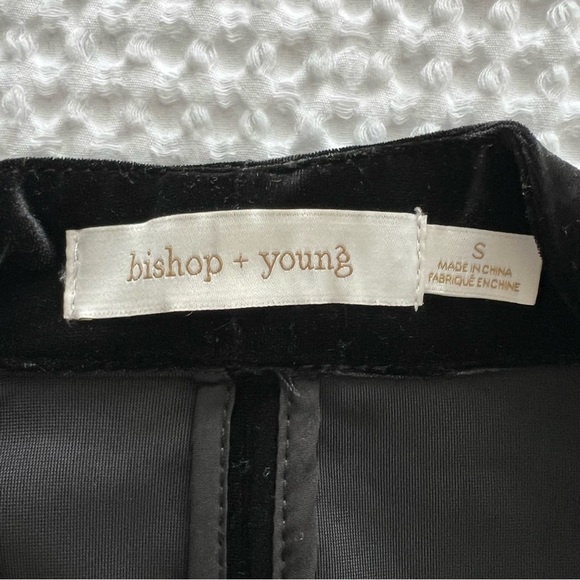 bishop + young
S
MADE IN CHINA
FABRIQUÉ EN CHINE